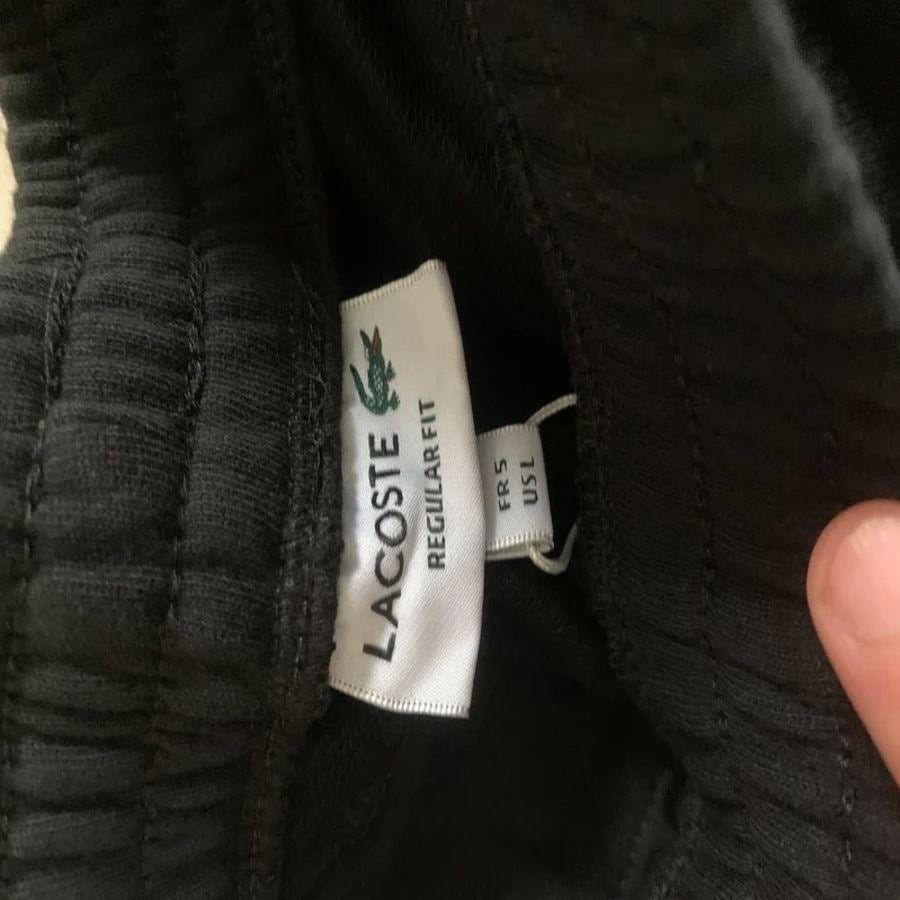 LACOSTE
REGULAR FIT
FR 5
US L